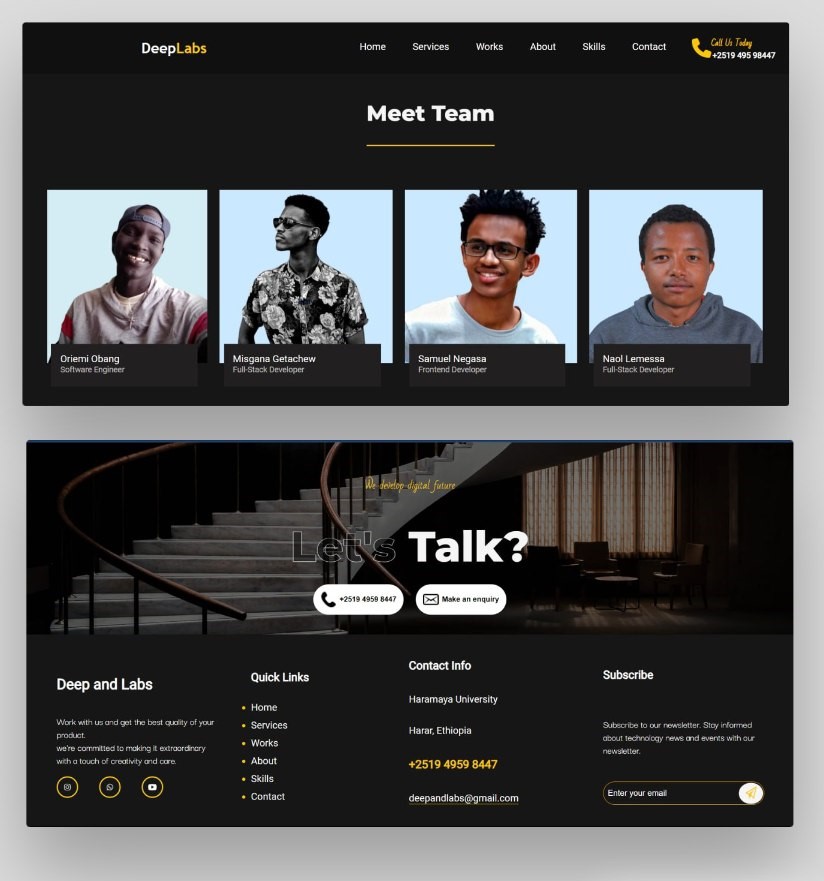 DeepLabs
Home Services Works About Skills Contact
Call Us Today
+2519 495 98447
Meet Team
Oriemi Obang
Software Engineer
Misgana Getachew
Full-Stack Developer
Samuel Negasa
Frontend Developer
Naol Lemessa
Full-Stack Developer
We develop digital future
Let's Talk?
+2519 4959 8447
Make an enquiry
Deep and Labs
Work with us and get the best quality of your
product.
we're committed to making it extraordinary
with a touch of creativity and care.
Quick Links
Home
Services
Works
About
Skills
Contact
Contact Info
Haramaya University
Harar, Ethiopia
+2519 4959 8447
deepandlabs@gmail.com
Subscribe
Subscribe to our newsletter. Stay informed
about technology news and events with our
newsletter.
Enter your email